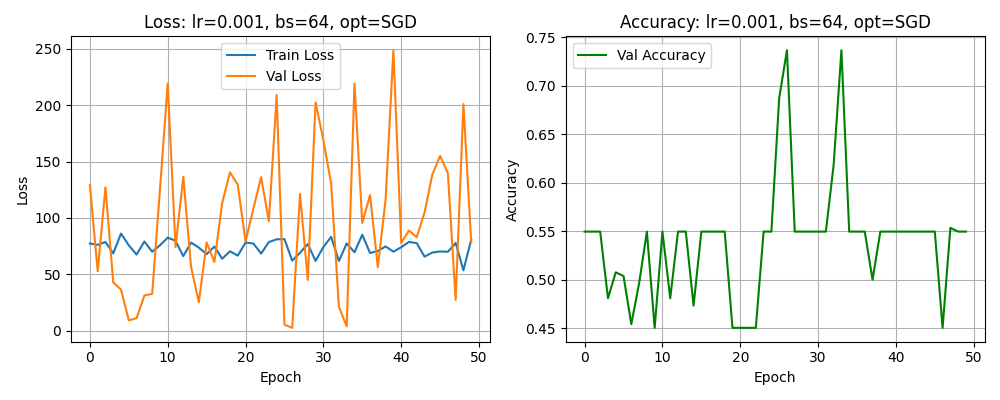 Loss: lr=0.001, bs=64, opt=SGD
Train Loss
Val Loss
250
200
150
100
50
0
Loss
0 10 20 30 40 50
Epoch
Accuracy: lr=0.001, bs=64, opt=SGD
Val Accuracy
0.75
0.70
0.65
0.60
0.55
0.50
0.45
Accuracy
0 10 20 30 40 50
Epoch